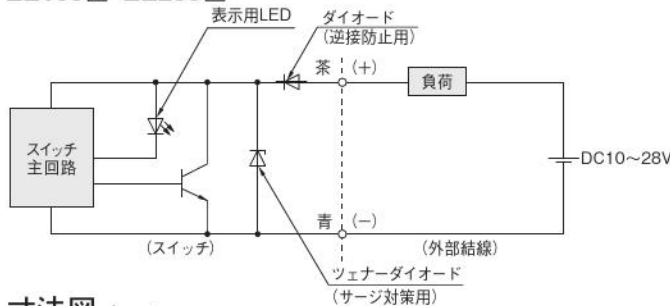 表示用LED
ダイオード
(逆接防止用)
茶 (+)
負荷
スイッチ
主回路
DC10〜28V
青 (−)
(スイッチ)
(外部結線)
ツェナーダイオード
(サージ対策用)
寸法図